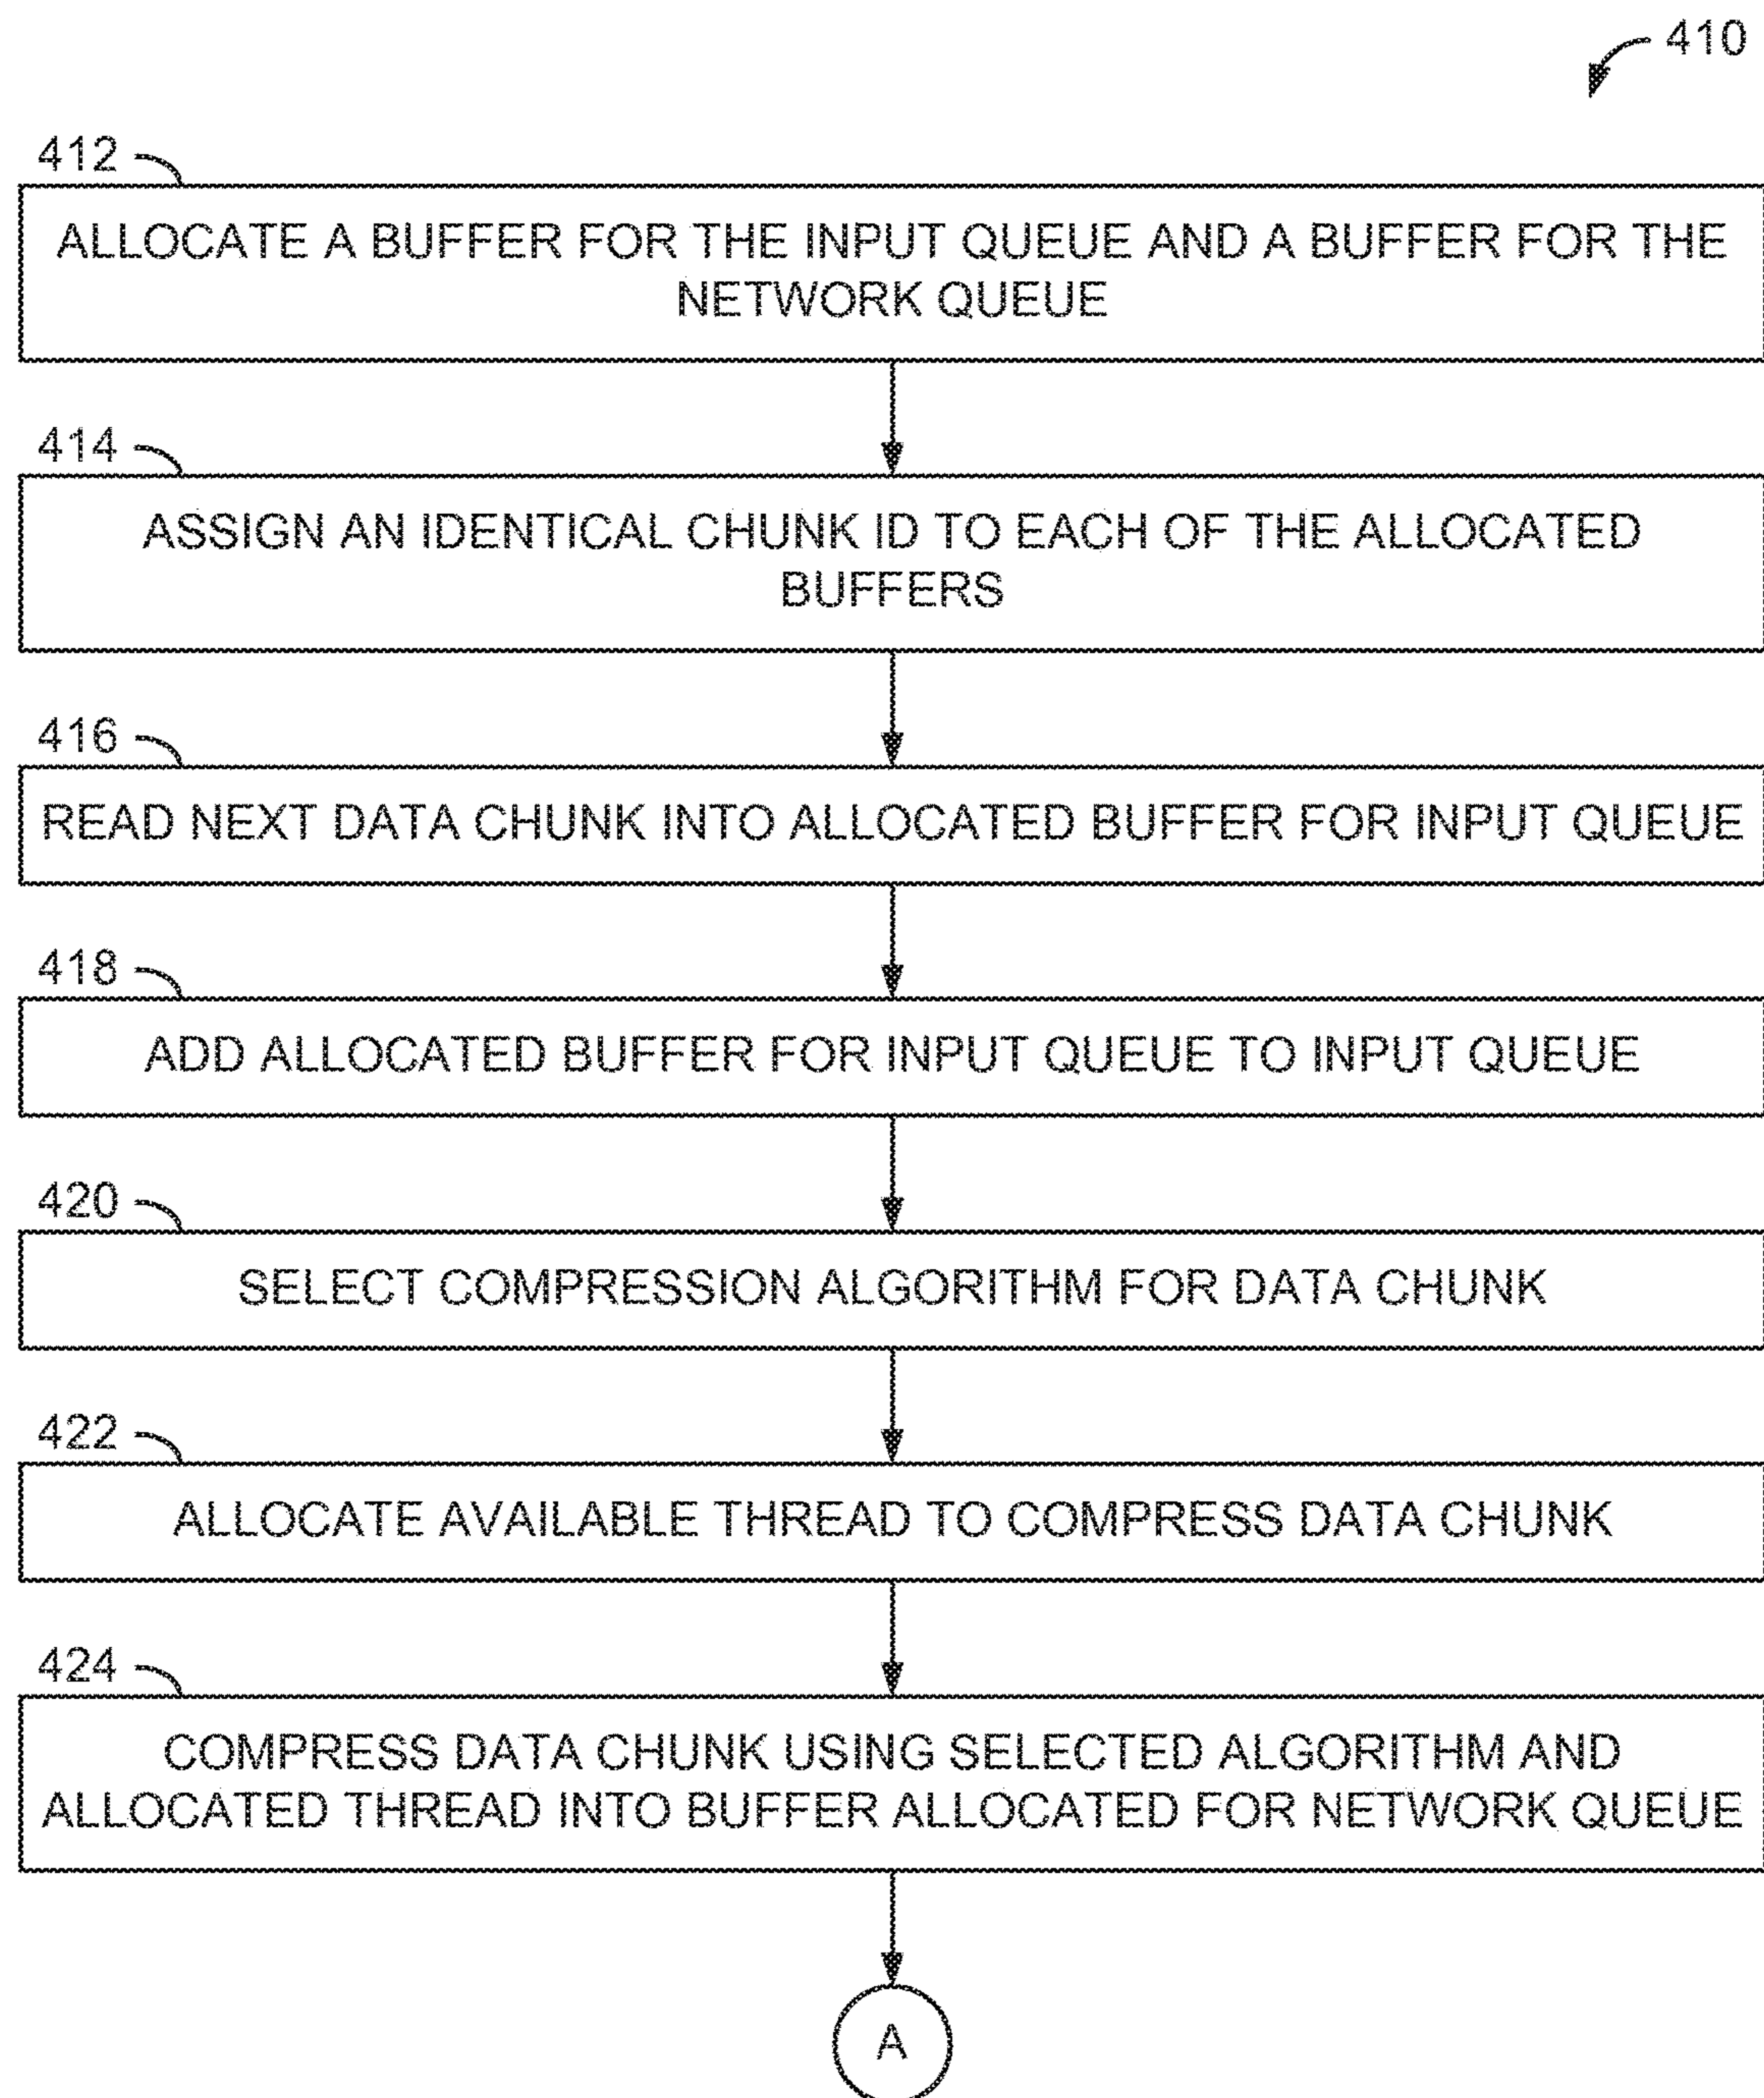 410
412
ALLOCATE A BUFFER FOR THE INPUT QUEUE AND A BUFFER FOR THE
NETWORK QUEUE
414
ASSIGN AN IDENTICAL CHUNK ID TO EACH OF THE ALLOCATED
BUFFERS
416
READ NEXT DATA CHUNK INTO ALLOCATED BUFFER FOR INPUT QUEUE
418
ADD ALLOCATED BUFFER FOR INPUT QUEUE TO INPUT QUEUE
420
SELECT COMPRESSION ALGORITHM FOR DATA CHUNK
422
ALLOCATE AVAILABLE THREAD TO COMPRESS DATA CHUNK
424
COMPRESS DATA CHUNK USING SELECTED ALGORITHM AND
ALLOCATED THREAD INTO BUFFER ALLOCATED FOR NETWORK QUEUE
A